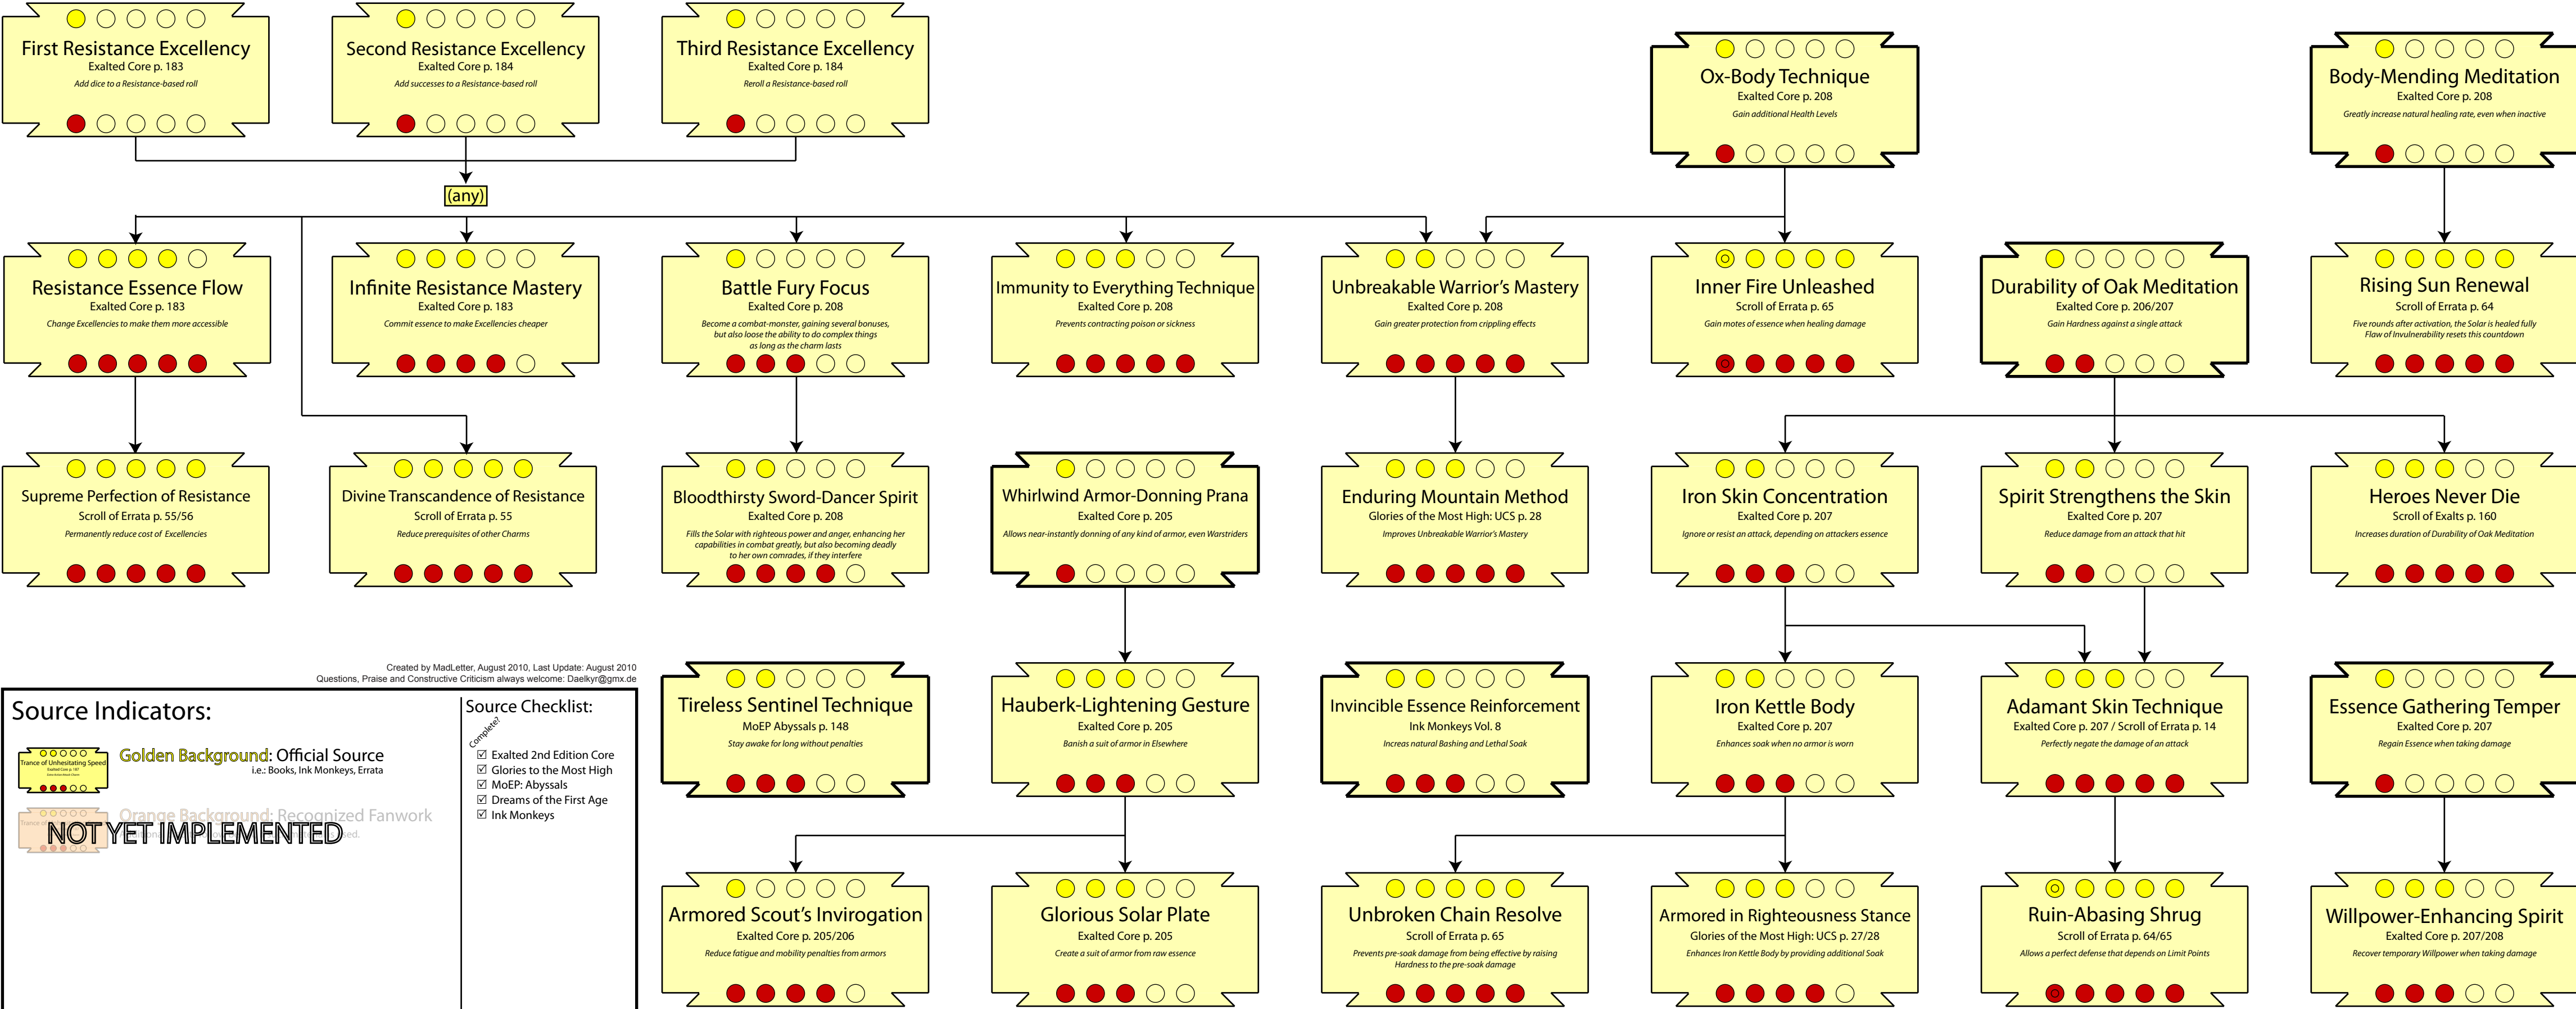 First Resistance Excellency
Exalted Core p. 183
Add dice to a Resistance-based roll
Second Resistance Excellency
Exalted Core p. 184
Add successes to a Resistance-based roll
Third Resistance Excellency
Exalted Core p. 184
Reroll a Resistance-based roll
Ox-Body Technique
Exalted Core p. 208
Gain additional Health Levels
Body-Mending Meditation
Exalted Core p. 208
Greatly increase natural healing rate, even when inactive
(any)
Resistance Essence Flow
Exalted Core p. 183
Change Excellencies to make them more accessible
Infinite Resistance Mastery
Exalted Core p. 183
Commit essence to make Excellencies cheaper
Battle Fury Focus
Exalted Core p. 208
Become a combat-monster, gaining several bonuses,
but also loose the ability to do complex things
as long as the charm lasts
Immunity to Everything Technique
Exalted Core p. 208
Prevents contracting poison or sickness
Unbreakable Warrior's Mastery
Exalted Core p. 208
Gain greater protection from crippling effects
Inner Fire Unleashed
Scroll of Errata p. 65
Gain motes of essence when healing damage
Durability of Oak Meditation
Exalted Core p. 206/207
Gain Hardness against a single attack
Rising Sun Renewal
Scroll of Errata p. 64
Five rounds after activation, the Solar is healed fully
Flaw of Invulnerability resets this countdown
Supreme Perfection of Resistance
Scroll of Errata p. 55/56
Permanently reduce cost of Excellencies
Divine Transcandence of Resistance
Scroll of Errata p. 55
Reduce prerequisites of other Charms
Bloodthirsty Sword-Dancer Spirit
Exalted Core p. 208
Fills the Solar with righteous power and anger, enhancing her
capabilities in combat greatly, but also becoming deadly
to her own comrades, if they interfere
Whirlwind Armor-Donning Prana
Exalted Core p. 205
Allows near-instantly donning of any kind of armor, even Warstriders
Enduring Mountain Method
Glories of the Most High: UCS p. 28
Improves Unbreakable Warrior's Mastery
Iron Skin Concentration
Exalted Core p. 207
Ignore or resist an attack, depending on attackers essence
Spirit Strengthens the Skin
Exalted Core p. 207
Reduce damage from an attack that hit
Heroes Never Die
Scroll of Exalts p. 160
Increases duration of Durability of Oak Meditation
Created by MadLetter, August 2010, Last Update: August 2010
Questions, Praise and Constructive Criticism always welcome: Daelkyr@gmx.de
Tireless Sentinel Technique
MoEP Abyssals p. 148
Stay awake for long without penalties
Hauberk-Lightening Gesture
Exalted Core p. 205
Banish a suit of armor in Elsewhere
Invincible Essence Reinforcement
Ink Monkeys Vol. 8
Increas natural Bashing and Lethal Soak
Iron Kettle Body
Exalted Core p. 207
Enhances soak when no armor is worn
Adamant Skin Technique
Exalted Core p. 207 / Scroll of Errata p. 14
Perfectly negate the damage of an attack
Essence Gathering Temper
Exalted Core p. 207
Regain Essence when taking damage
Source Indicators:
Trance of Unhesitating Speed
Exalted Core p. 187
Golden Background: Official Source
i.e.: Books, Ink Monkeys, Errata
Orange Background: Recognized Fanwork
NOT YET IMPLEMENTED
Source Checklist:
Complete?
Exalted 2nd Edition Core
Glories to the Most High
MoEP: Abyssals
Dreams of the First Age
Ink Monkeys
Armored Scout's Invirogation
Exalted Core p. 205/206
Reduce fatigue and mobility penalties from armors
Glorious Solar Plate
Exalted Core p. 205
Create a suit of armor from raw essence
Unbroken Chain Resolve
Scroll of Errata p. 65
Prevents pre-soak damage from being effective by raising
Hardness to the pre-soak damage
Armored in Righteousness Stance
Glories of the Most High: UCS p. 27/28
Enhances Iron Kettle Body by providing additional Soak
Ruin-Abasing Shrug
Scroll of Errata p. 64/65
Allows a perfect defense that depends on Limit Points
Willpower-Enhancing Spirit
Exalted Core p. 207/208
Recover temporary Willpower when taking damage